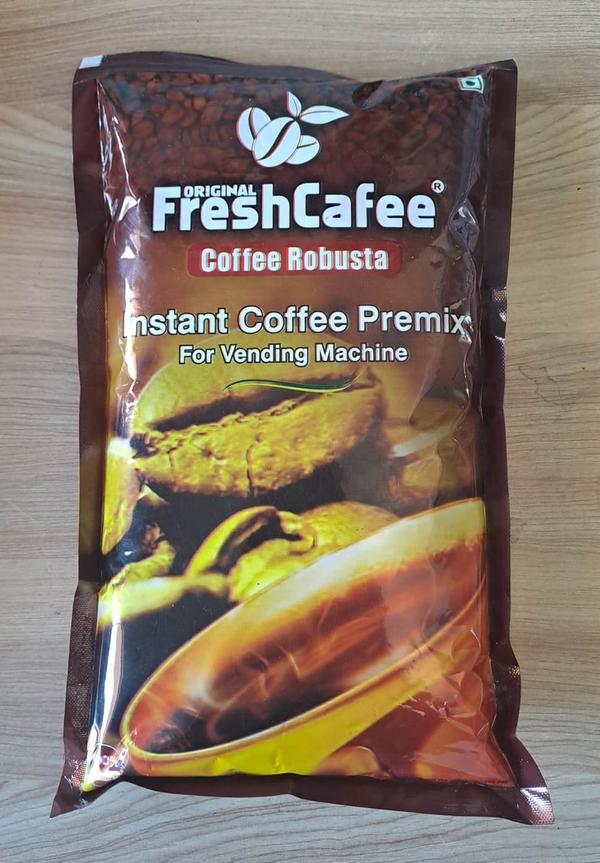 ORIGINAL
FreshCafee®
Coffee Robusta
Instant Coffee Premix
For Vending Machine